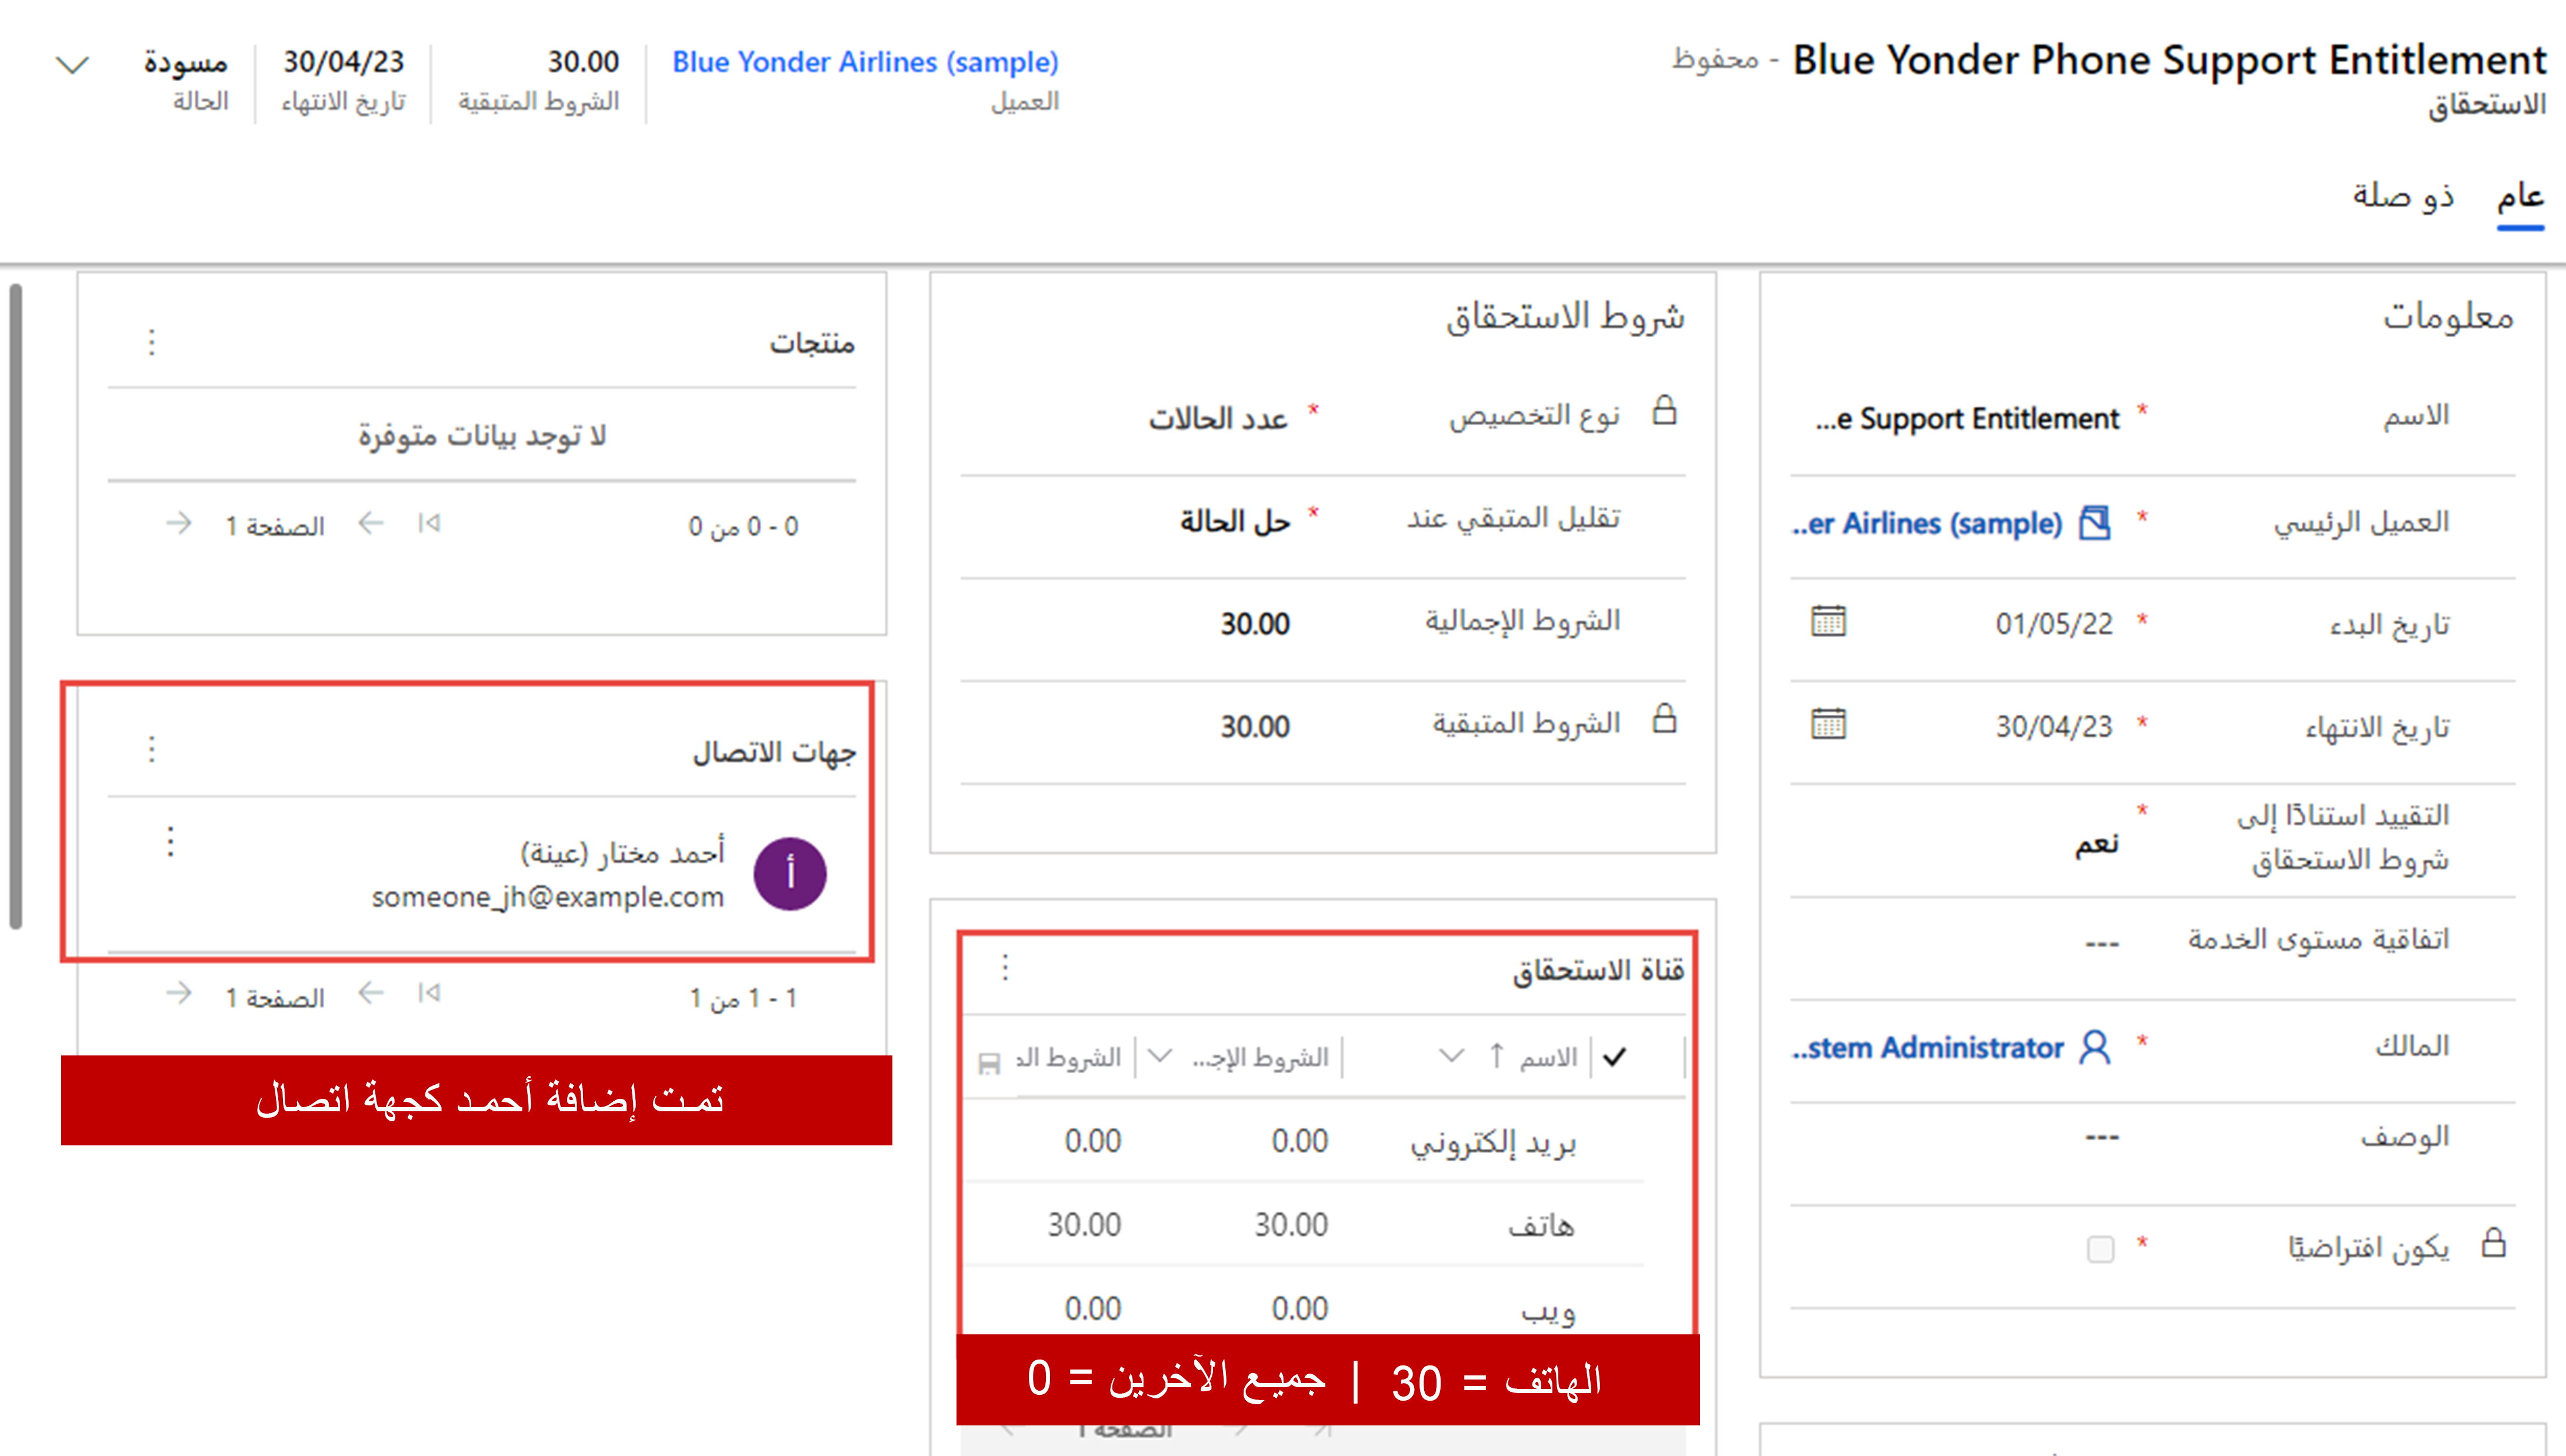 Blue Yonder Phone Support Entitlement - محفوظ
الاستحقاق
Blue Yonder Airlines (sample)
العميل
30.00
الشروط المتبقية
30/04/23
تاريخ الانتهاء
مسودة
الحالة
عام
ذو صلة
معلومات
الاسم * ...e Support Entitlement
العميل الرئيسي * ..er Airlines (sample)
تاريخ البدء * 01/05/22
تاريخ الانتهاء * 30/04/23
التقييد استنادًا إلى
شروط الاستحقاق * نعم
اتفاقية مستوى الخدمة ---
المالك * ..stem Administrator
الوصف ---
يكون افتراضيًا *
شروط الاستحقاق
نوع التخصيص * عدد الحالات
تقليل المتبقي عند * حل الحالة
الشروط الإجمالية 30.00
الشروط المتبقية 30.00
قناة الاستحقاق
الاسم ↑ الشروط الإجـ... الشروط
بريد إلكتروني 0.00 0.00
هاتف 30.00 30.00
ويب 0.00 0.00
الهاتف = 30 | جميع الآخرين = 0
الصفحة 1
منتجات
لا توجد بيانات متوفرة
0 - 0 من 0
الصفحة 1
جهات الاتصال
أ
أحمد مختار (عينة)
someone_jh@example.com
1 - 1 من 1
الصفحة 1
تمت إضافة أحمد كجهة اتصال